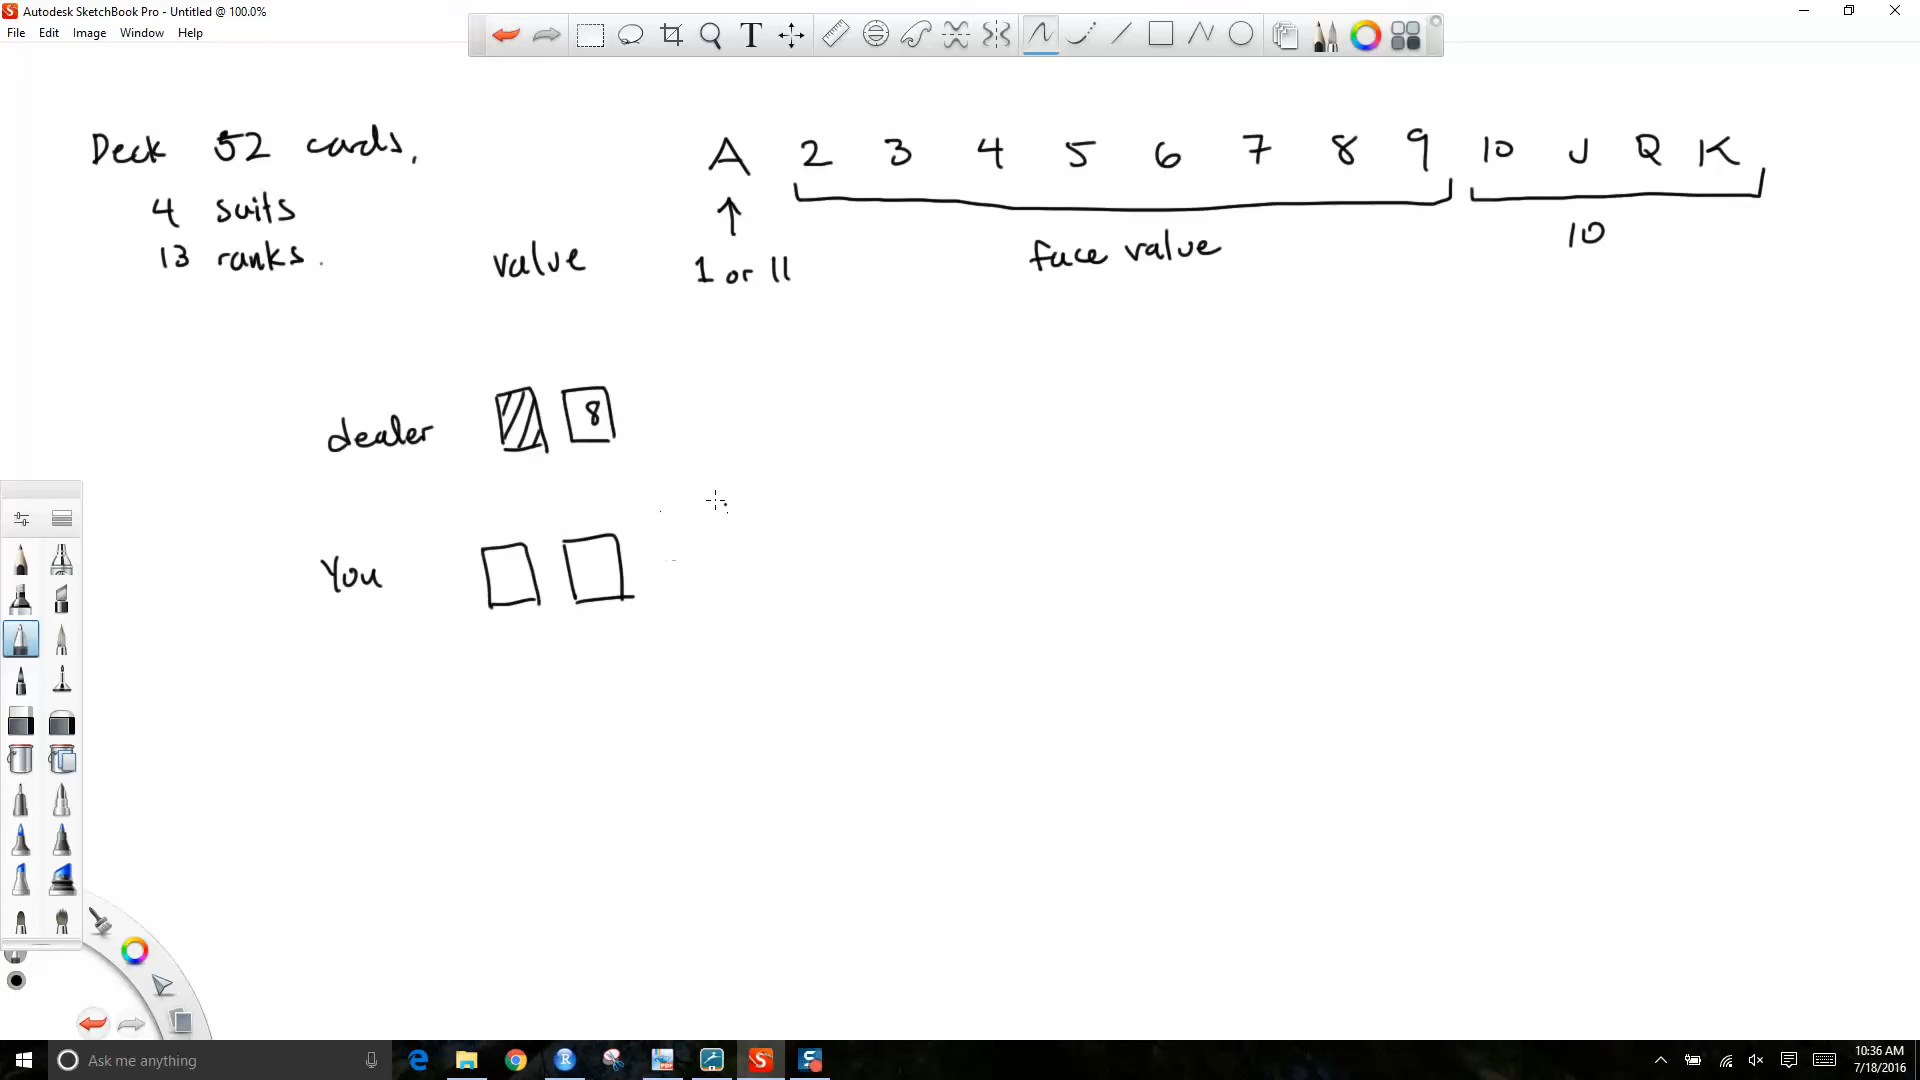 Autodesk SketchBook Pro - Untitled @ 100.0%
File Edit Image Window Help
T
Deck 52 cards.
4 suits
13 ranks.
A 2 3 4 5 6 7 8 9 10 J Q K
value 1 or 11 face value 10
dealer 8
You
Ask me anything
10:36 AM
7/18/2016